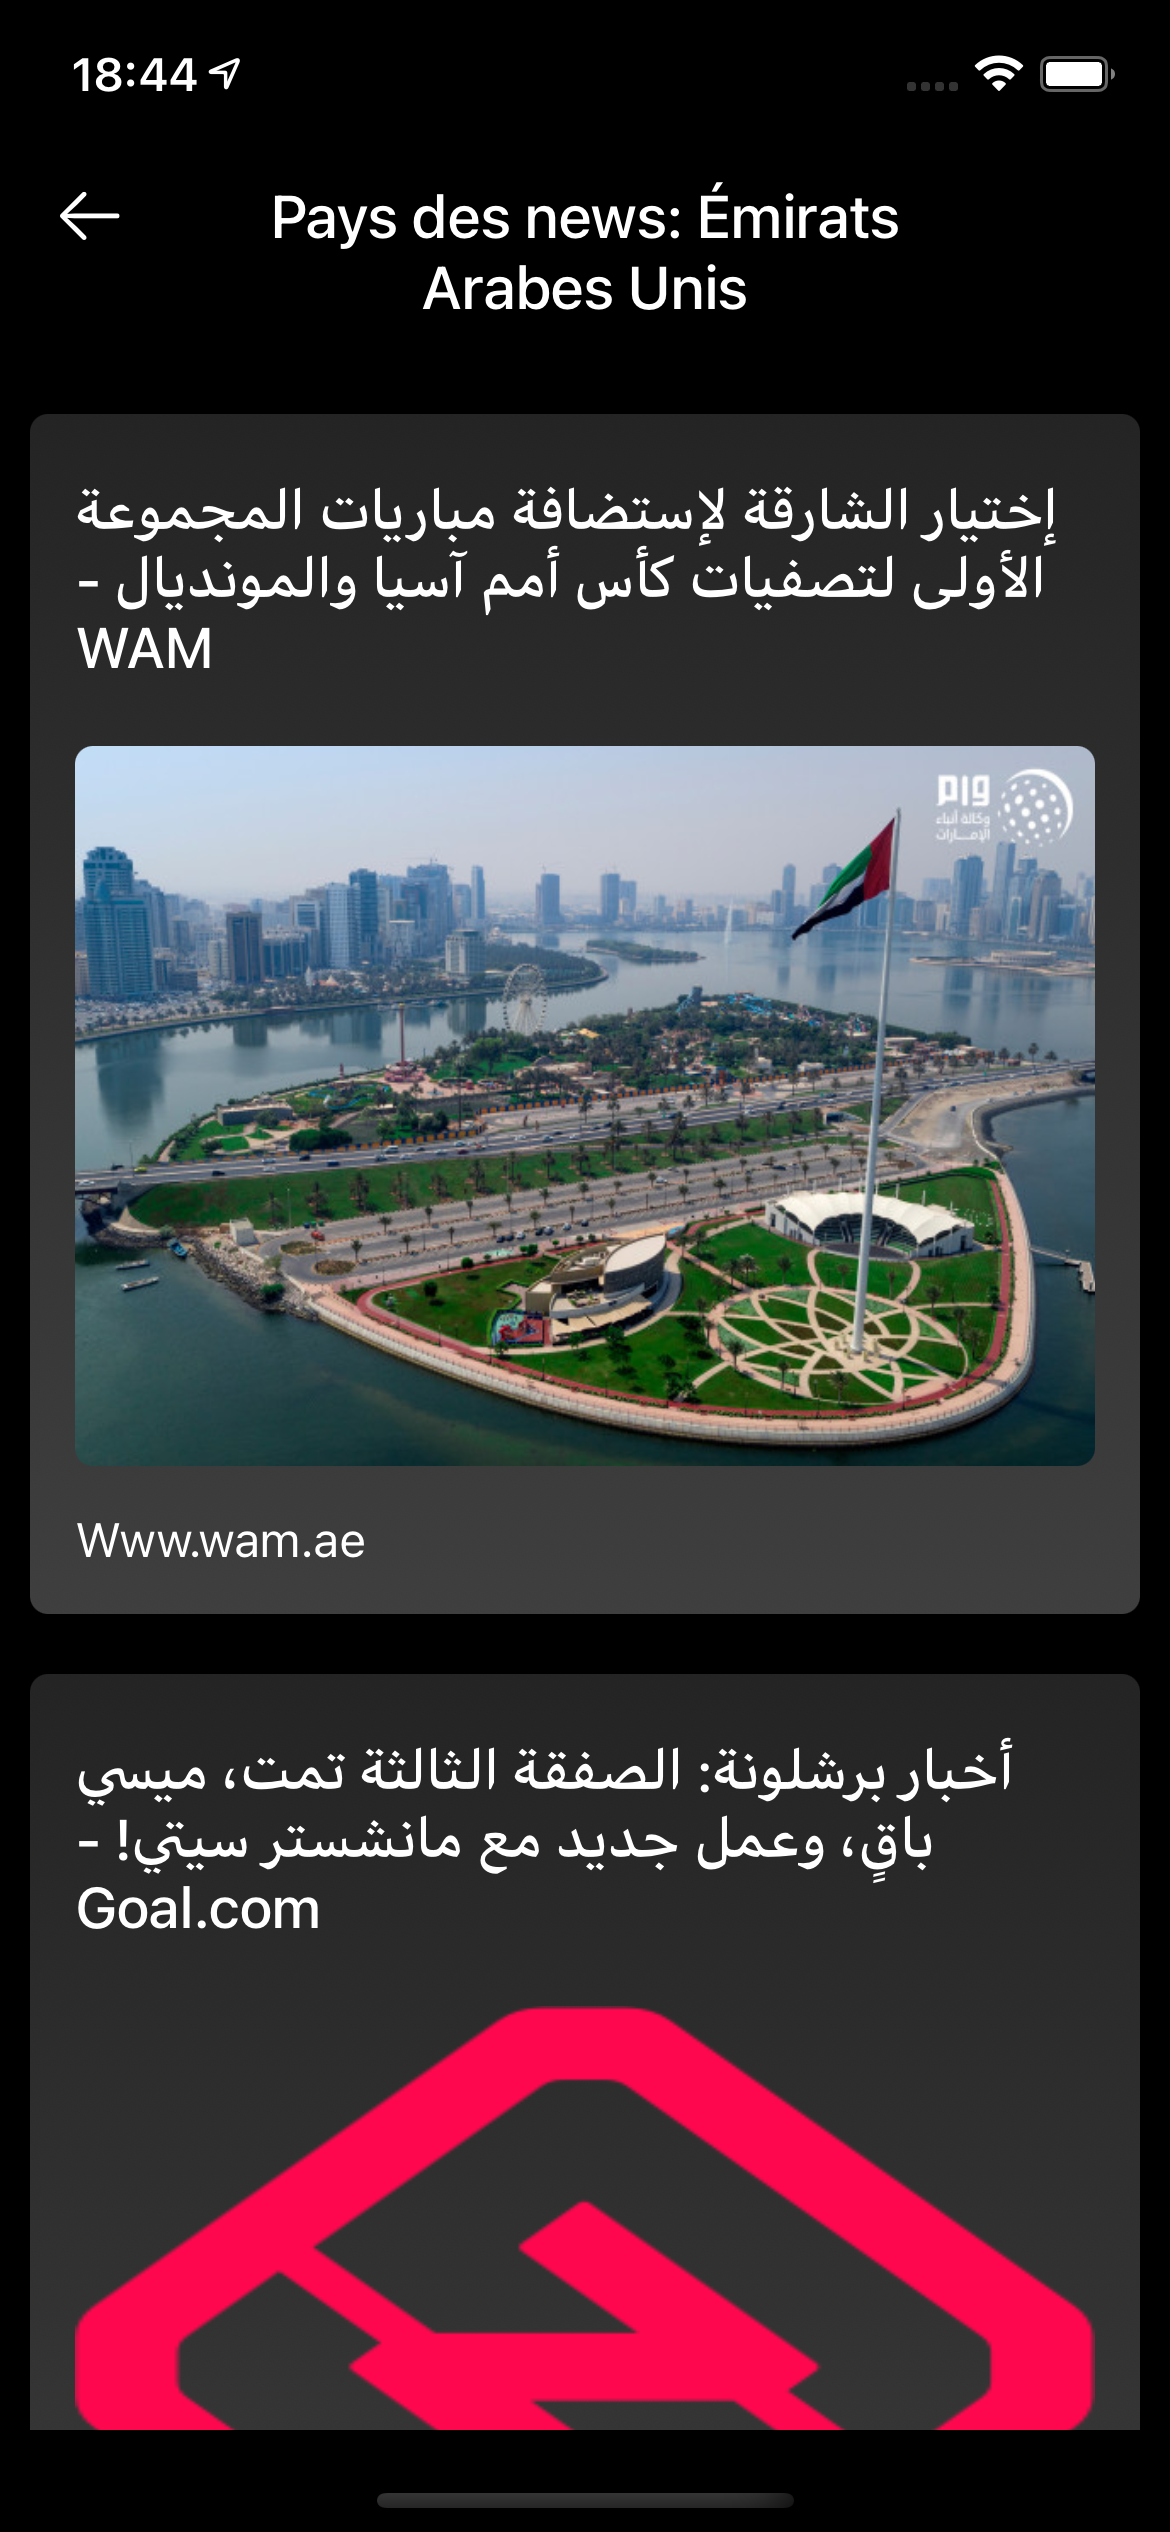 18:44
Pays des news: Émirats
Arabes Unis
إختيار الشارقة لإستضافة مباريات المجموعة
الأولى لتصفيات كأس أمم آسيا والمونديال -
WAM
وام
وكالة أنباء
الإمـــارات
Www.wam.ae
أخبار برشلونة: الصفقة الثالثة تمت، ميسي
باقٍ، وعمل جديد مع مانشستر سيتي! -
Goal.com